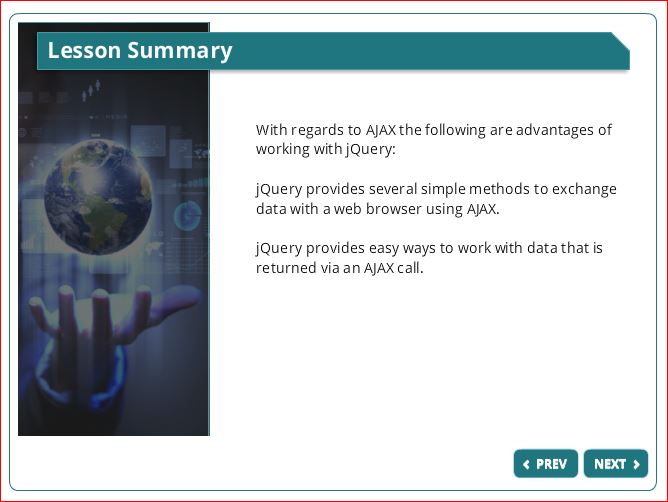 Lesson Summary
With regards to AJAX the following are advantages of
working with jQuery:
jQuery provides several simple methods to exchange
data with a web browser using AJAX.
jQuery provides easy ways to work with data that is
returned via an AJAX call.
PREV
NEXT